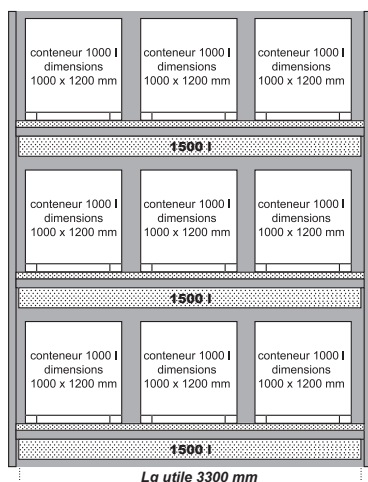 conteneur 1000 l conteneur 1000 l conteneur 1000 l
dimensions dimensions dimensions
1000 x 1200 mm 1000 x 1200 mm 1000 x 1200 mm
1500 l
conteneur 1000 l conteneur 1000 l conteneur 1000 l
dimensions dimensions dimensions
1000 x 1200 mm 1000 x 1200 mm 1000 x 1200 mm
1500 l
conteneur 1000 l conteneur 1000 l conteneur 1000 l
dimensions dimensions dimensions
1000 x 1200 mm 1000 x 1200 mm 1000 x 1200 mm
1500 l
Lg utile 3300 mm